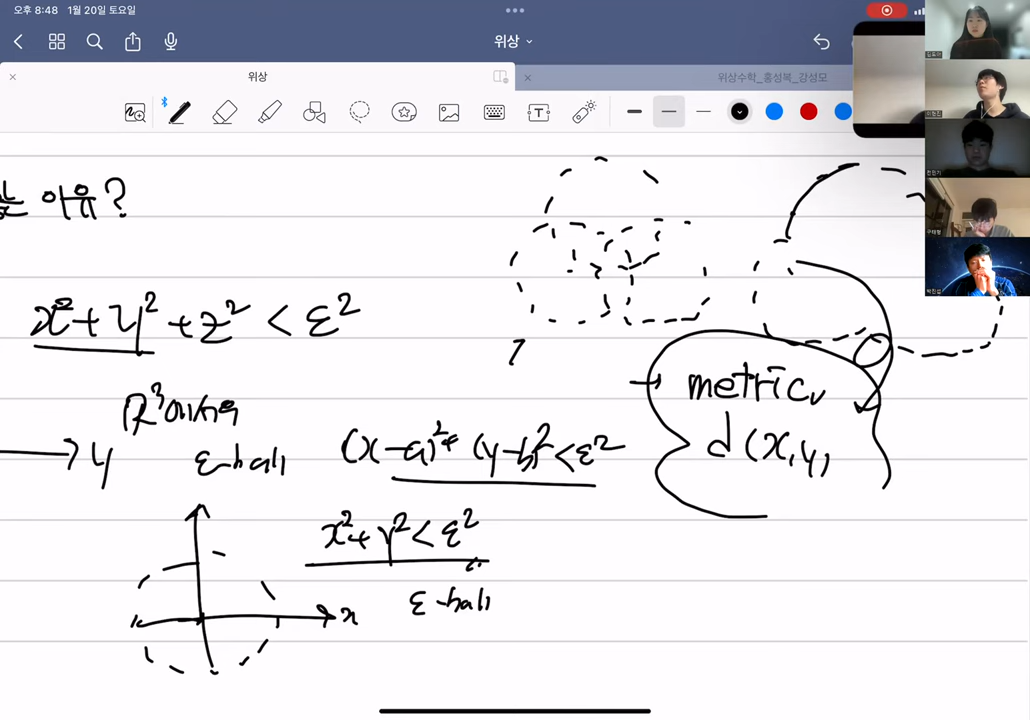 오후 8:48 1월 20일 토요일
위상
위상
위상수학_홍성복_강성모
는 이유?
x²+y²+z²<ε²
R³에서의
→ y
ε-ball
(x-a)²+(y-b)²<ε²
→ metric
d(x,y)
x²+y²<ε²
ε-ball
x